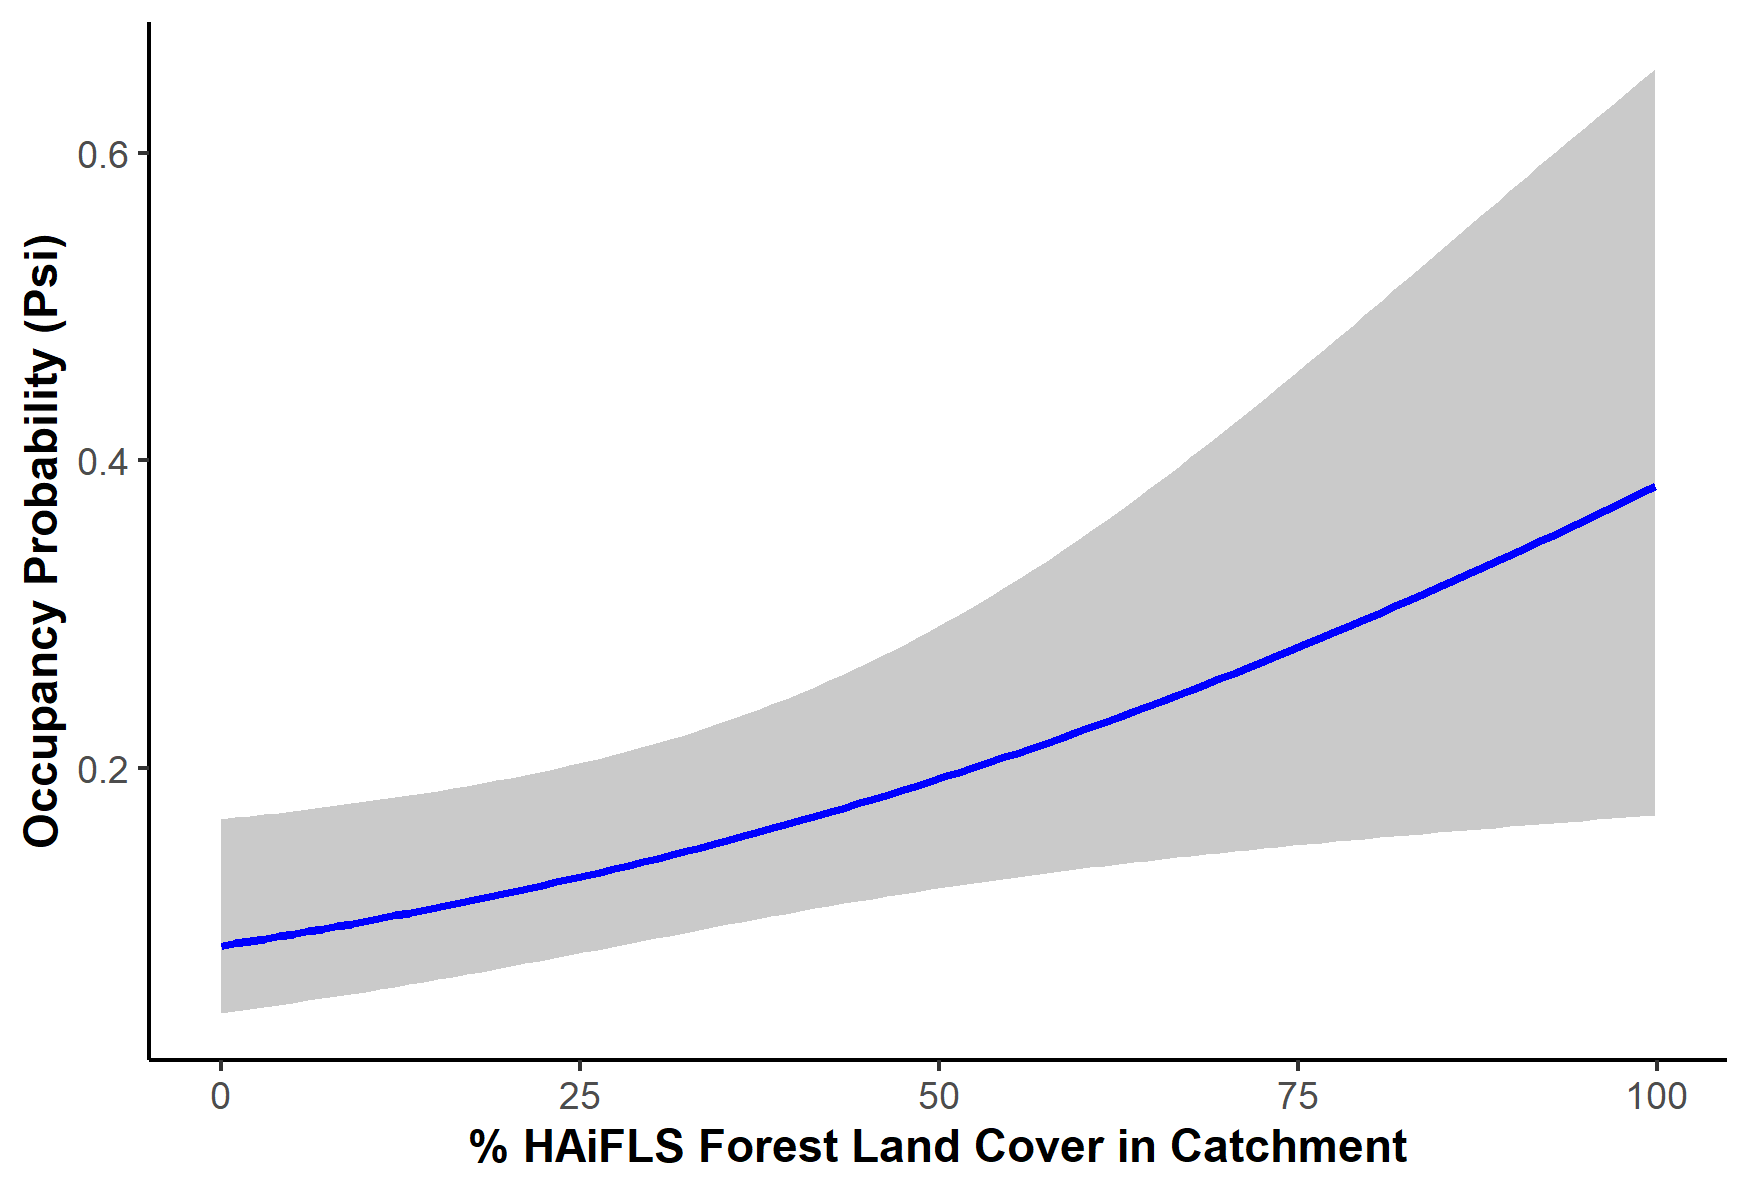 Occupancy Probability (Psi)
0.6
0.4
0.2
0 25 50 75 100
% HAiFLS Forest Land Cover in Catchment